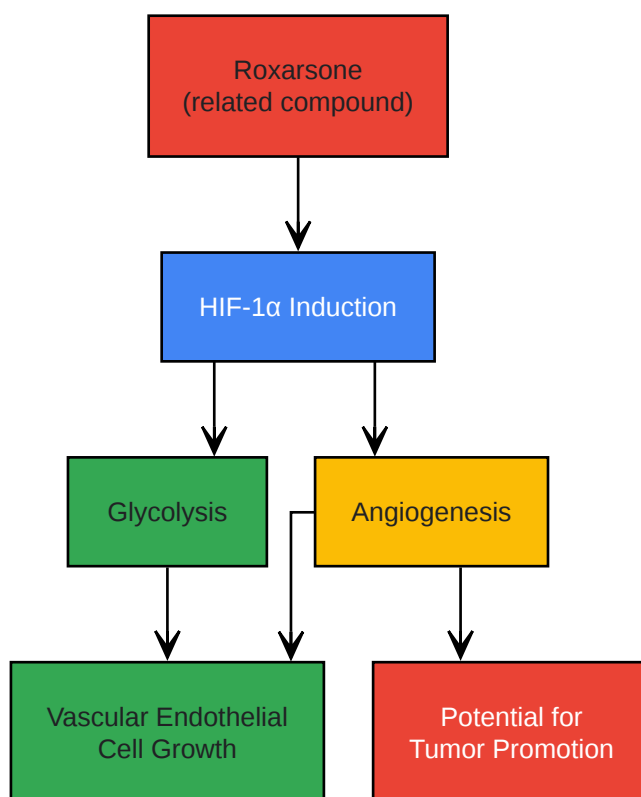 Roxarsone
(related compound)
HIF-1α Induction
Glycolysis
Angiogenesis
Vascular Endothelial
Cell Growth
Potential for
Tumor Promotion